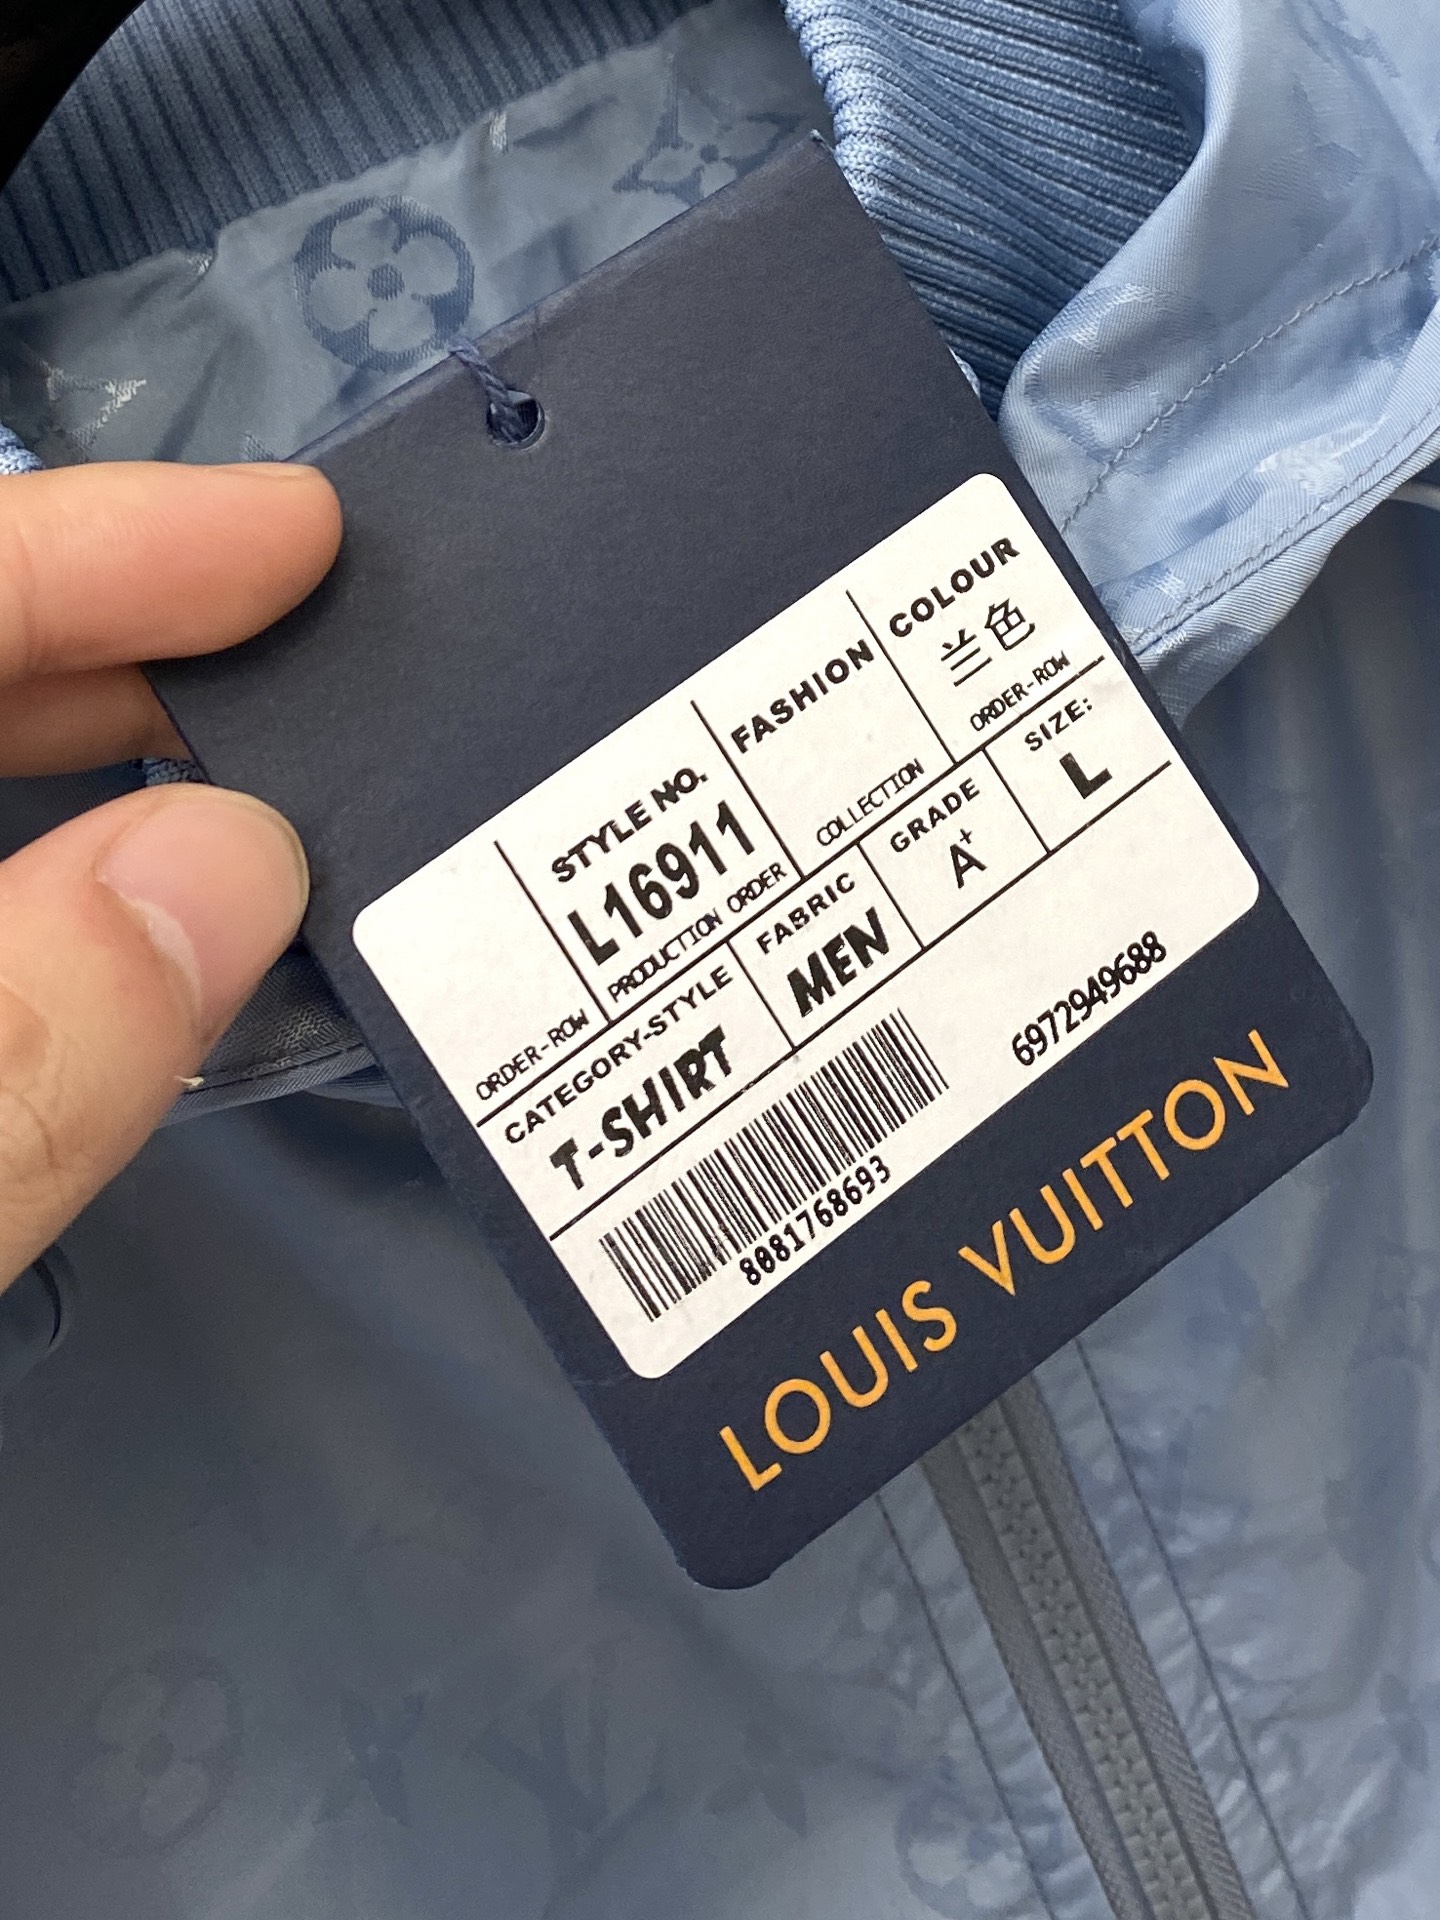 STYLE NO.
L16911
PRODUCTION ORDER
FASHION
COLLECTION
COLOUR
兰色
ORDER-ROW
ORDER-ROW
CATEGORY-STYLE
T-SHIRT
FABRIC
MEN
GRADE
A+
SIZE:
L
8081768693
6972949688
LOUIS VUITTON